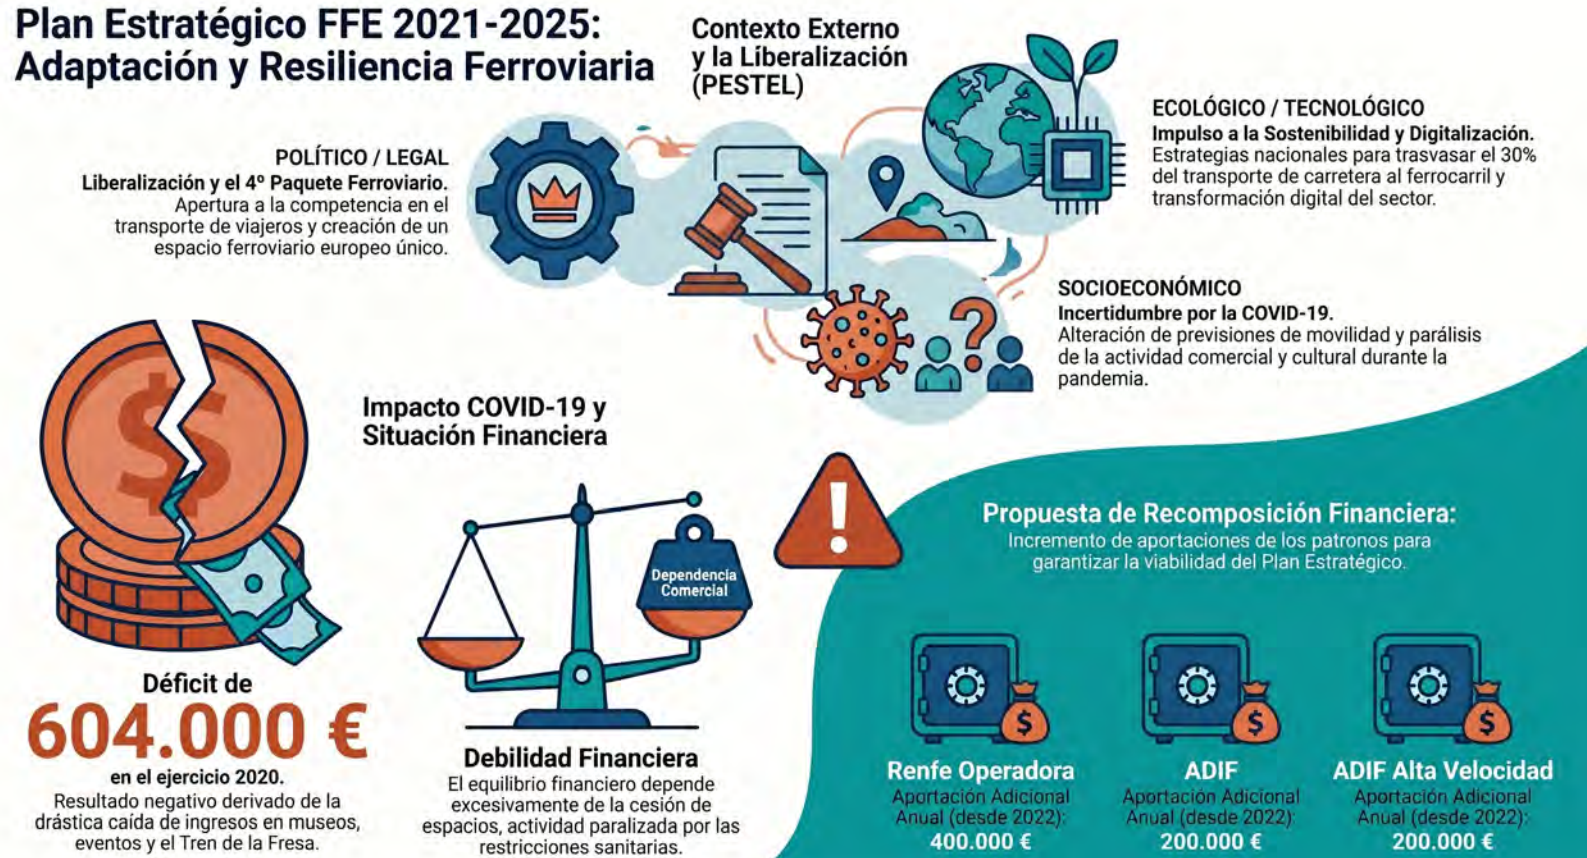 Plan Estratégico FFE 2021-2025:
Adaptación y Resiliencia Ferroviaria
Contexto Externo
y la Liberalización
(PESTEL)
POLÍTICO / LEGAL
Liberalización y el 4º Paquete Ferroviario.
Apertura a la competencia en el
transporte de viajeros y creación de un
espacio ferroviario europeo único.
ECOLÓGICO / TECNOLÓGICO
Impulso a la Sostenibilidad y Digitalización.
Estrategias nacionales para trasvasar el 30%
del transporte de carretera al ferrocarril y
transformación digital del sector.
SOCIOECONÓMICO
Incertidumbre por la COVID-19.
Alteración de previsiones de movilidad y parálisis
de la actividad comercial y cultural durante la
pandemia.
?
Impacto COVID-19 y
Situación Financiera
$
Déficit de
604.000 €
en el ejercicio 2020.
Resultado negativo derivado de la
drástica caída de ingresos en museos,
eventos y el Tren de la Fresa.
Dependencia
Comercial
Debilidad Financiera
El equilibrio financiero depende
excesivamente de la cesión de
espacios, actividad paralizada por las
restricciones sanitarias.
!
Propuesta de Recomposición Financiera:
Incremento de aportaciones de los patronos para
garantizar la viabilidad del Plan Estratégico.
$
Renfe Operadora
Aportación Adicional
Anual (desde 2022):
400.000 €
$
ADIF
Aportación Adicional
Anual (desde 2022):
200.000 €
$
ADIF Alta Velocidad
Aportación Adicional
Anual (desde 2022):
200.000 €